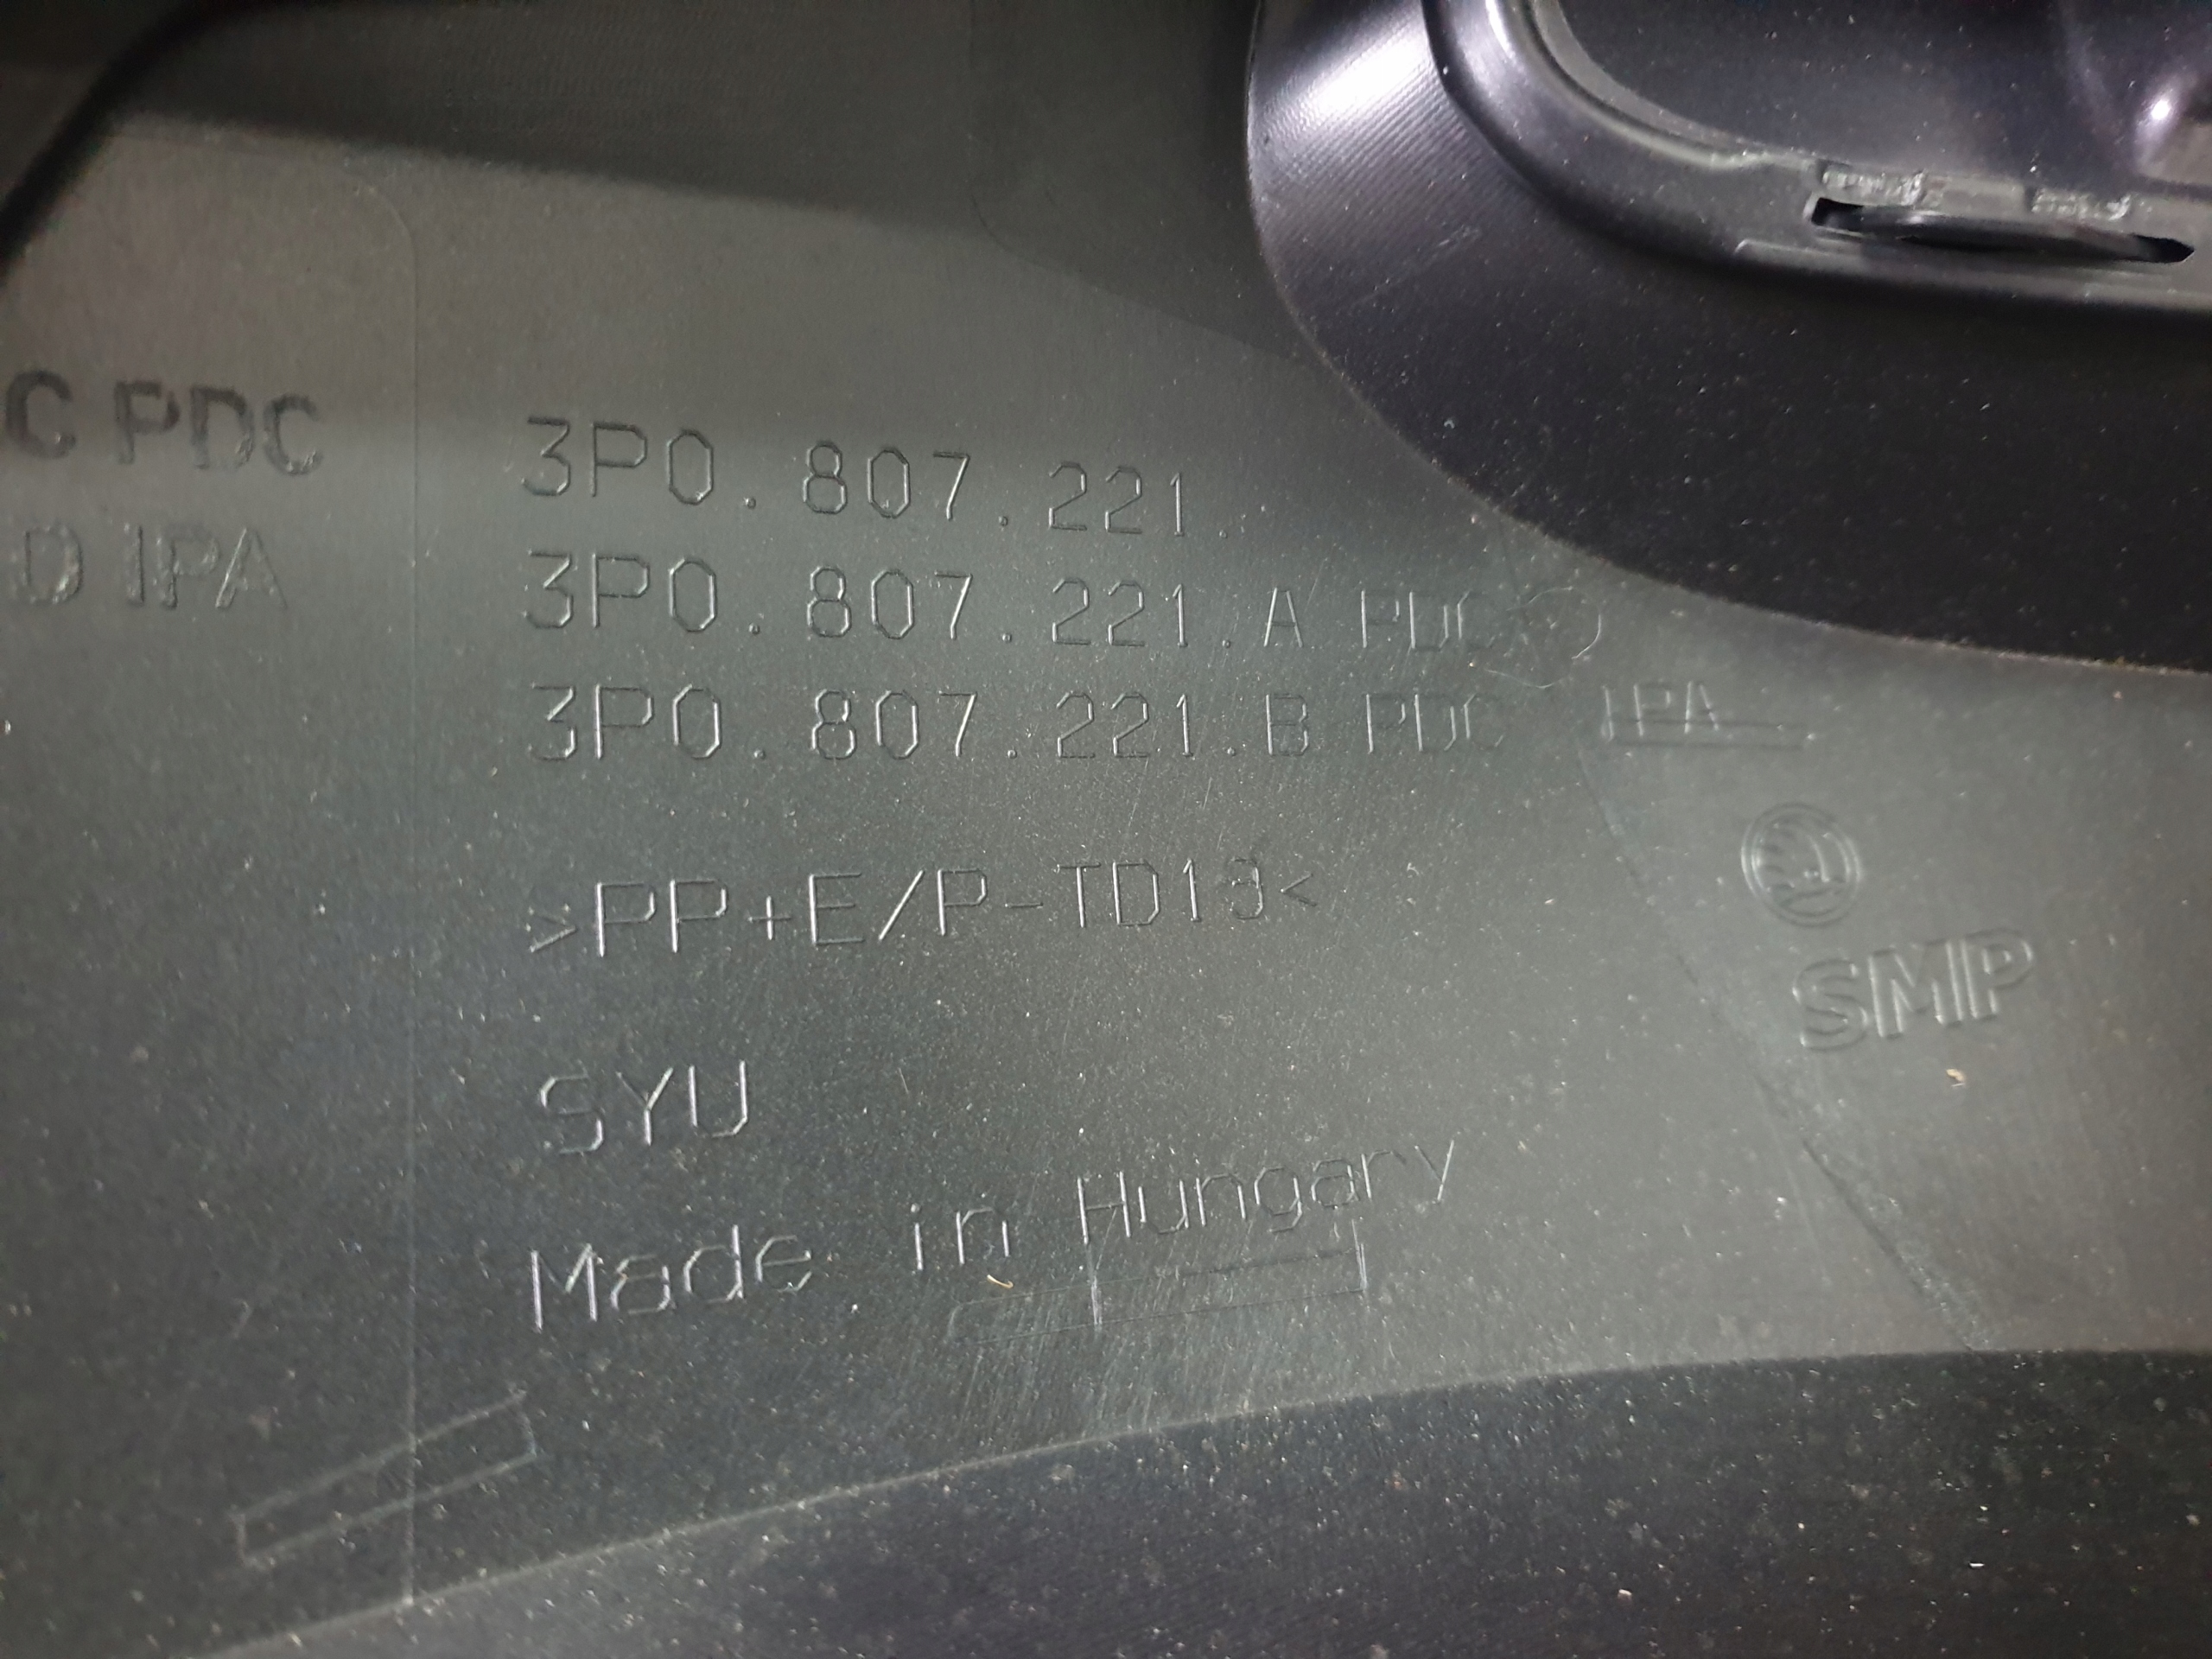 C PDC
D IPA
3P0.807.221.
3P0.807.221.A PDC
3P0.807.221.B PDC IPA
>PP+E/P-TD13<
SYU
Made in Hungary
SMP